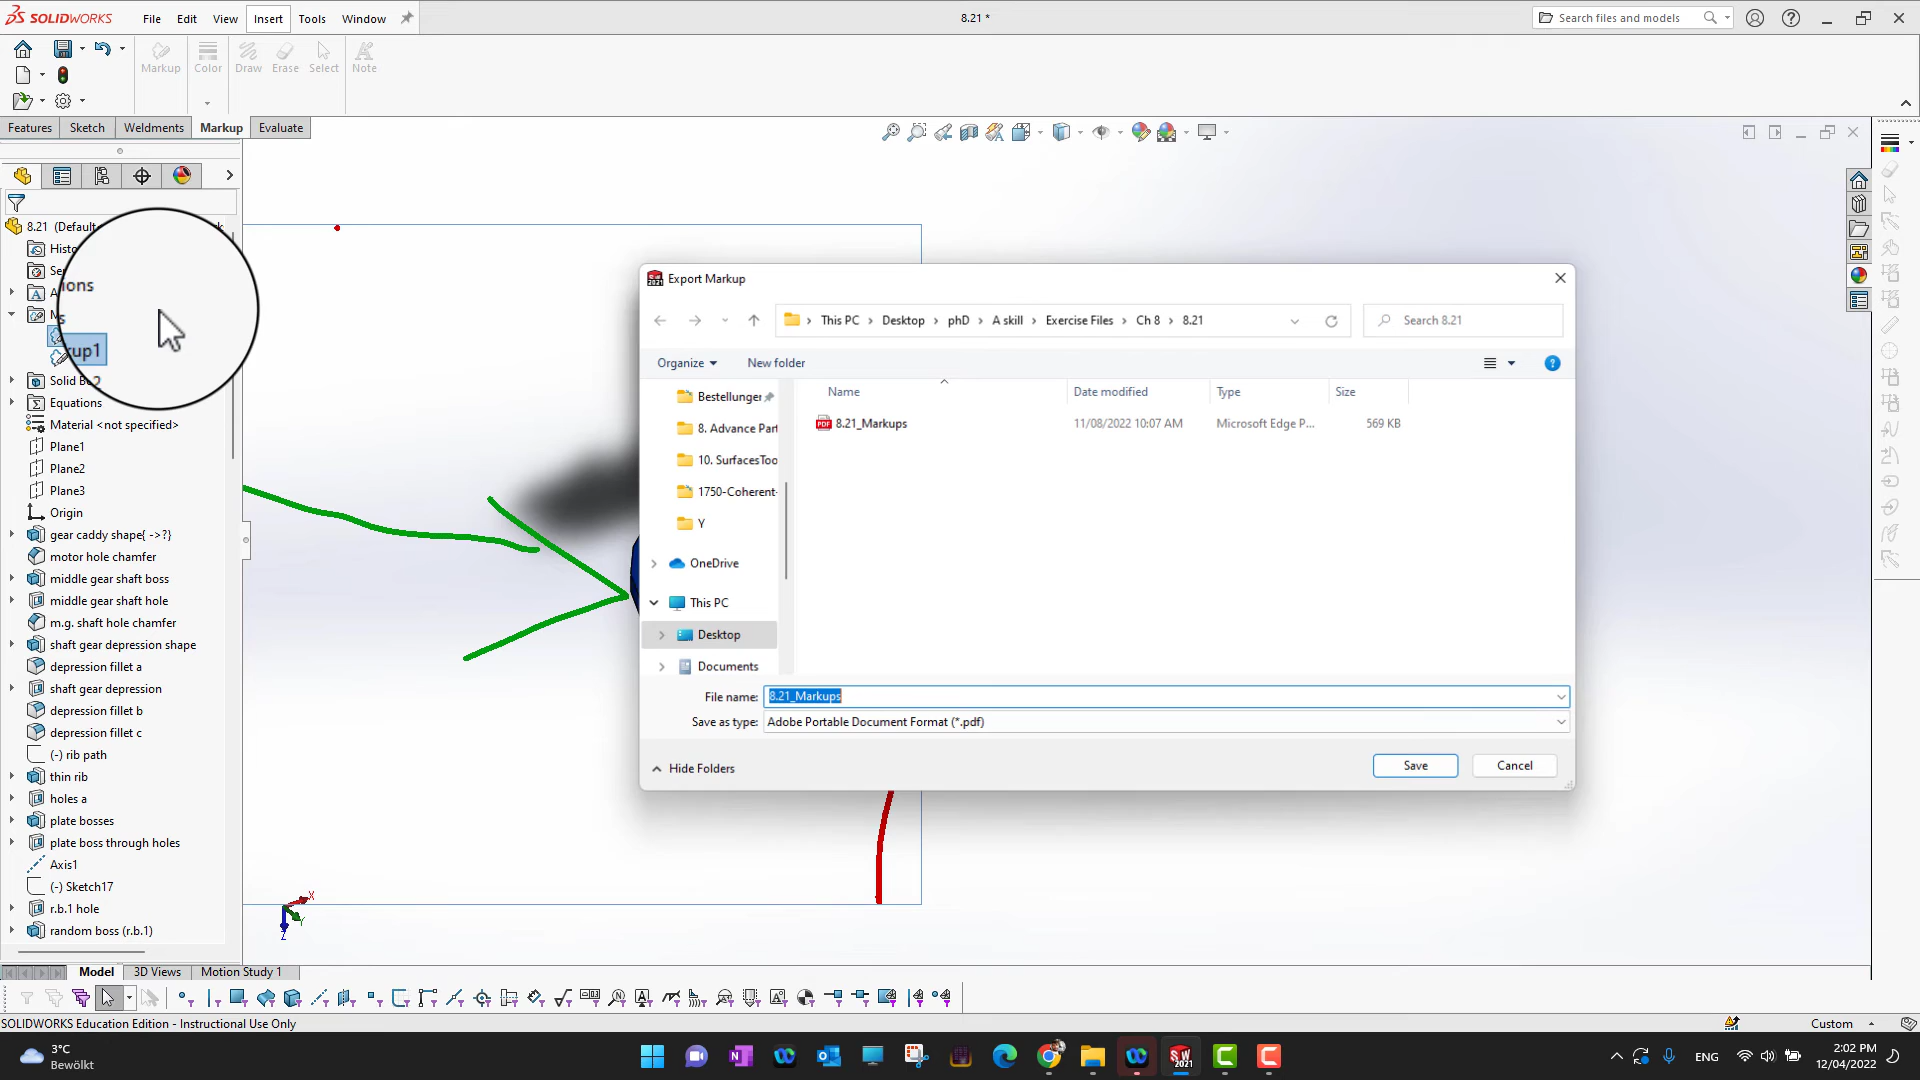 SOLIDWORKS File Edit View Insert Tools Window
8.21 *
Search files and models
Markup Color Draw Erase Select Note
Features Sketch Weldments Markup Evaluate
8.21 (Default
Histo
Se
A
ions
M
s
kup1
2
Solid B
Equations
Material <not specified>
Plane1
Plane2
Plane3
Origin
gear caddy shape{ ->?}
motor hole chamfer
middle gear shaft boss
middle gear shaft hole
m.g. shaft hole chamfer
shaft gear depression shape
depression fillet a
shaft gear depression
depression fillet b
depression fillet c
(-) rib path
thin rib
holes a
plate bosses
plate boss through holes
Axis1
(-) Sketch17
r.b.1 hole
random boss (r.b.1)
X
Y
Z
Export Markup
This PC Desktop phD A skill Exercise Files Ch 8 8.21
Search 8.21
Organize New folder
Name Date modified Type Size
8.21_Markups 11/08/2022 10:07 AM Microsoft Edge P... 569 KB
Bestellunger
8. Advance Part
10. SurfacesToo
1750-Coherent-
Y
OneDrive
This PC
Desktop
Documents
File name: 8.21_Markups
Save as type: Adobe Portable Document Format (*.pdf)
Hide Folders
Save Cancel
Model 3D Views Motion Study 1
SOLIDWORKS Education Edition - Instructional Use Only
Custom
3°C
Bewölkt
ENG
2:02 PM
12/04/2022